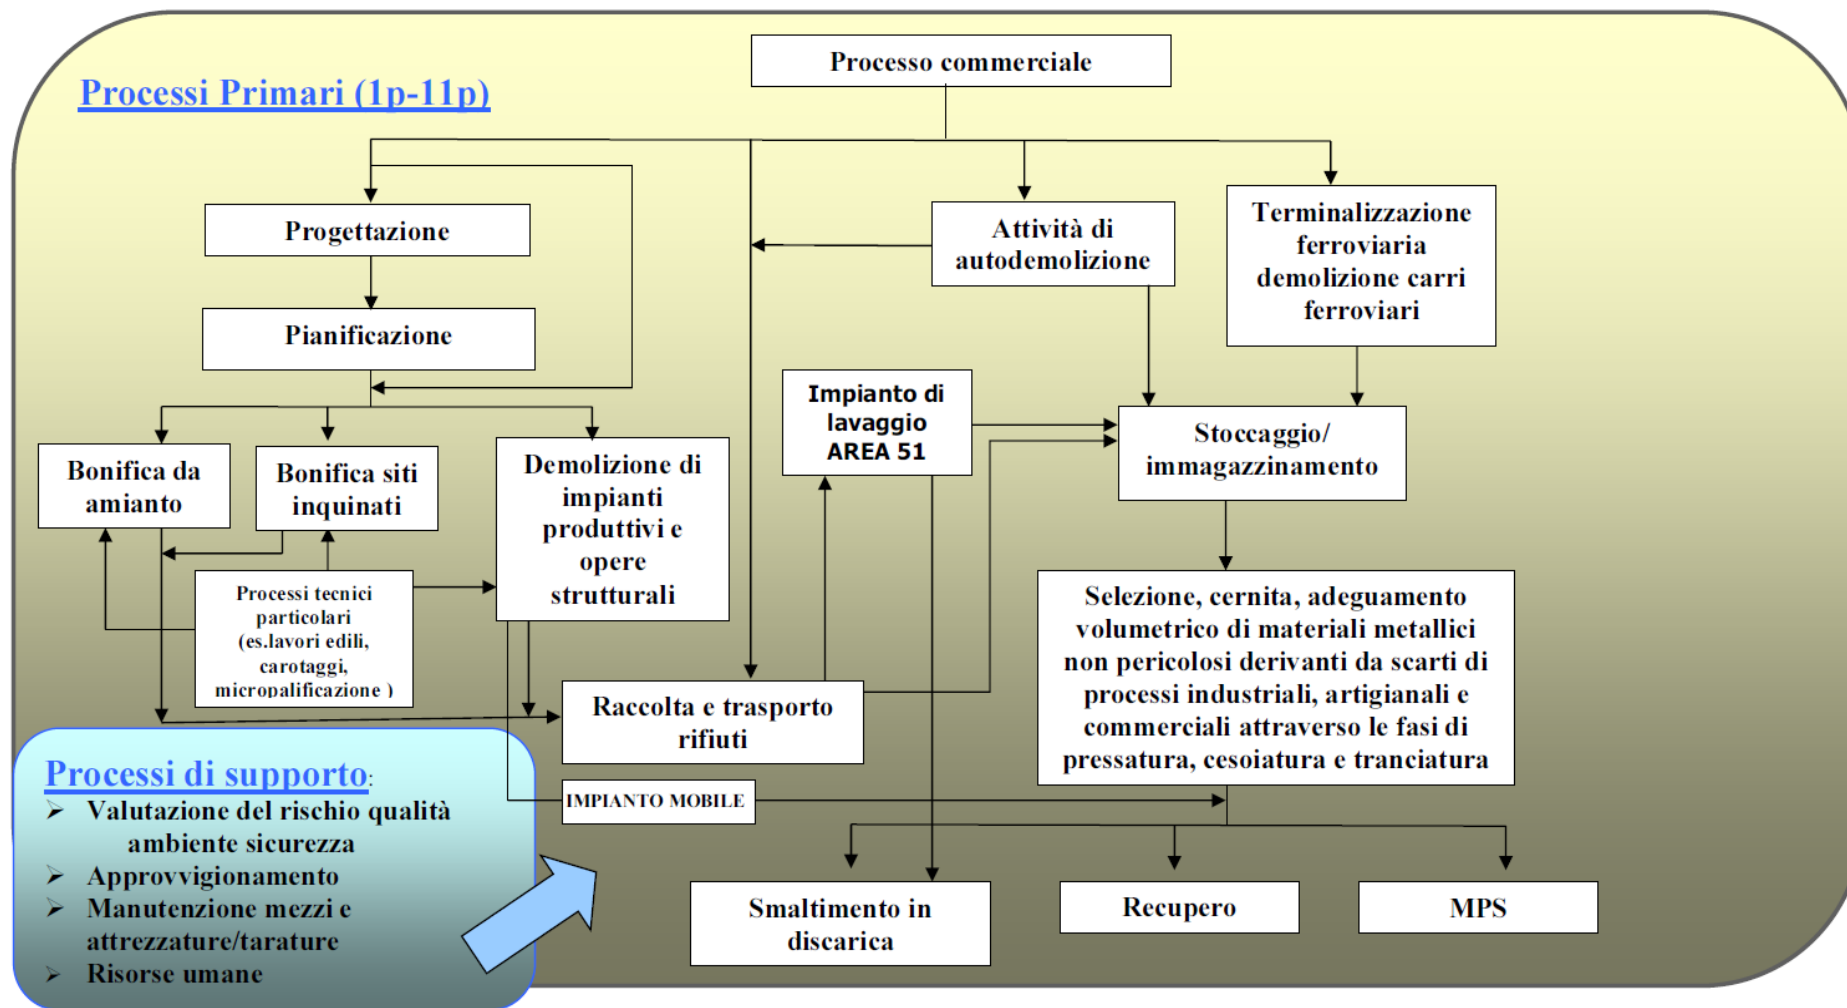 Processo commerciale
Processi Primari (1p-11p)
Progettazione
Attività di
autodemolizione
Terminalizzazione
ferroviaria
demolizione carri
ferroviari
Pianificazione
Impianto di
lavaggio
AREA 51
Stoccaggio/
immagazzinamento
Bonifica da
amianto
Bonifica siti
inquinati
Demolizione di
impianti
produttivi e
opere
strutturali
Processi tecnici
particolari
(es.lavori edili,
carotaggi,
micropalificazione )
Selezione, cernita, adeguamento
volumetrico di materiali metallici
non pericolosi derivanti da scarti di
processi industriali, artigianali e
commerciali attraverso le fasi di
pressatura, cesoiatura e tranciatura
Raccolta e trasporto
rifiuti
IMPIANTO MOBILE
Processi di supporto:
➢ Valutazione del rischio qualità
ambiente sicurezza
➢ Approvvigionamento
➢ Manutenzione mezzi e
attrezzature/tarature
➢ Risorse umane
Smaltimento in
discarica
Recupero
MPS